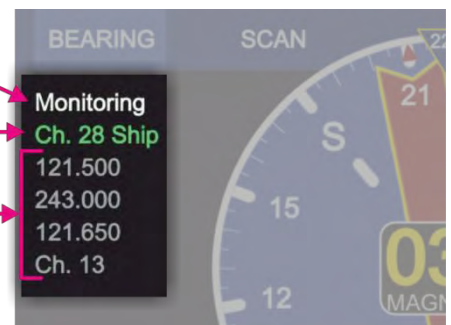 BEARING SCAN
Monitoring
Ch. 28 Ship
121.500
243.000
121.650
Ch. 13
22
21
S
15
12
03
MAGN